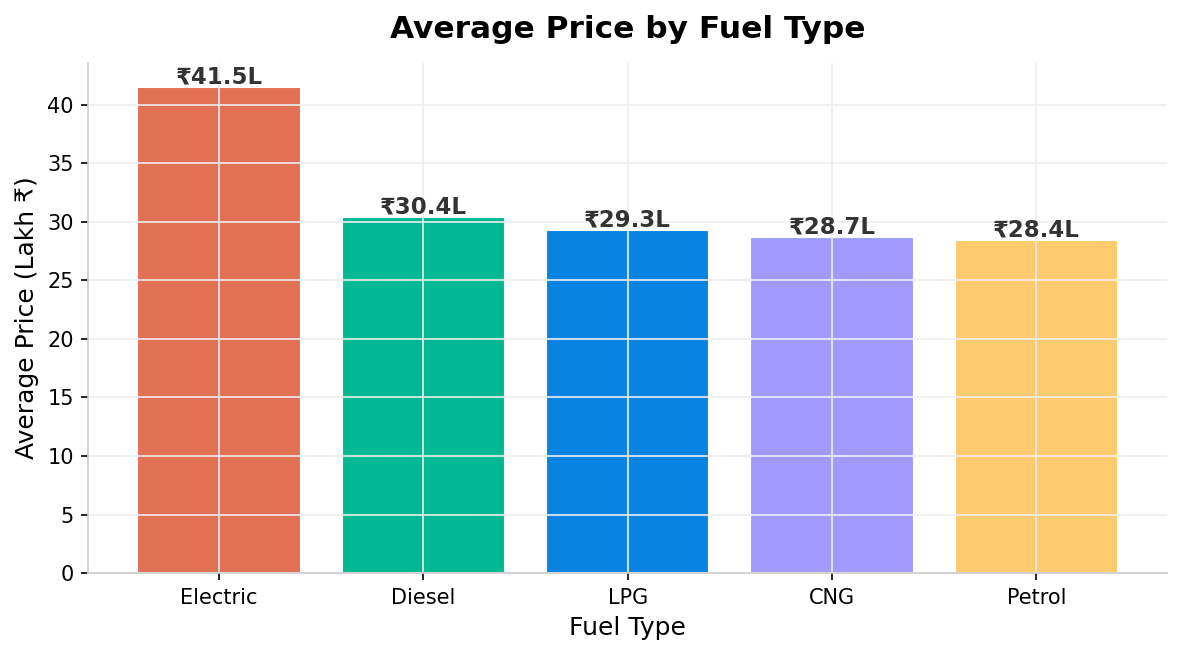 Average Price by Fuel Type
₹41.5L
₹30.4L
₹29.3L
₹28.7L
₹28.4L
Average Price (Lakh ₹)
40
35
30
25
20
15
10
5
0
Electric Diesel LPG CNG Petrol
Fuel Type